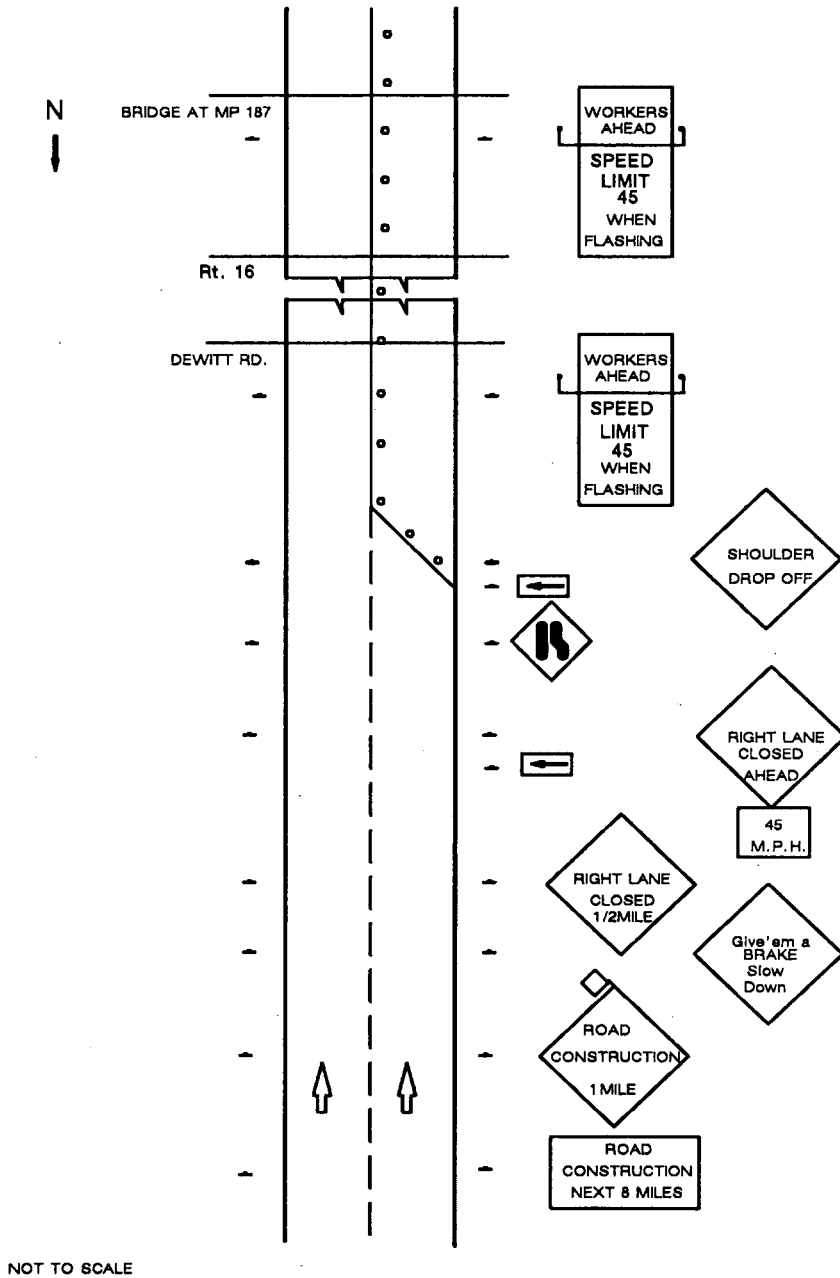 N
BRIDGE AT MP 187
WORKERS
AHEAD
SPEED
LIMIT
45
WHEN
FLASHING
Rt. 16
DEWITT RD.
WORKERS
AHEAD
SPEED
LIMIT
45
WHEN
FLASHING
SHOULDER
DROP OFF
RIGHT LANE
CLOSED
AHEAD
45
M.P.H.
RIGHT LANE
CLOSED
1/2MILE
Give'em a
BRAKE
Slow
Down
ROAD
CONSTRUCTION
1 MILE
ROAD
CONSTRUCTION
NEXT 8 MILES
NOT TO SCALE